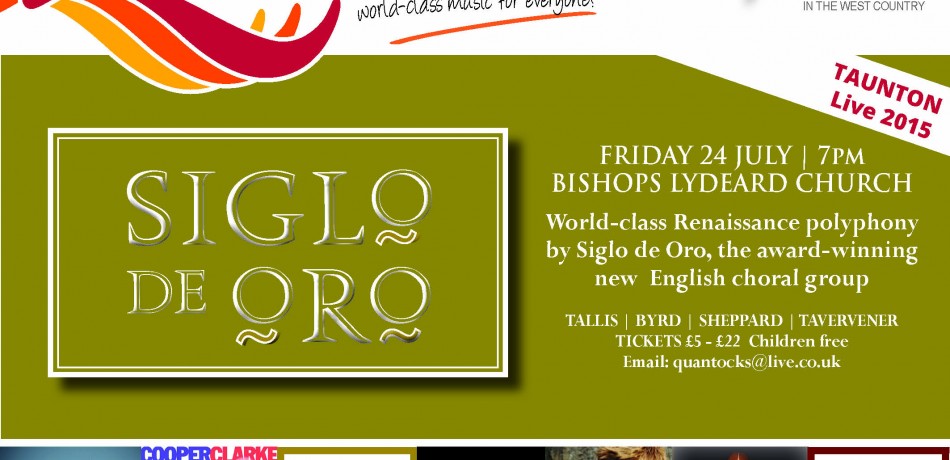 world-class music for everyone!
IN THE WEST COUNTRY
TAUNTON
Live 2015
SIGLO
DE ORO
FRIDAY 24 JULY | 7PM
BISHOPS LYDEARD CHURCH
World-class Renaissance polyphony
by Siglo de Oro, the award-winning
new English choral group
TALLIS | BYRD | SHEPPARD | TAVERVENER
TICKETS £5 - £22 Children free
Email: quantocks@live.co.uk
COOPERCLARKE